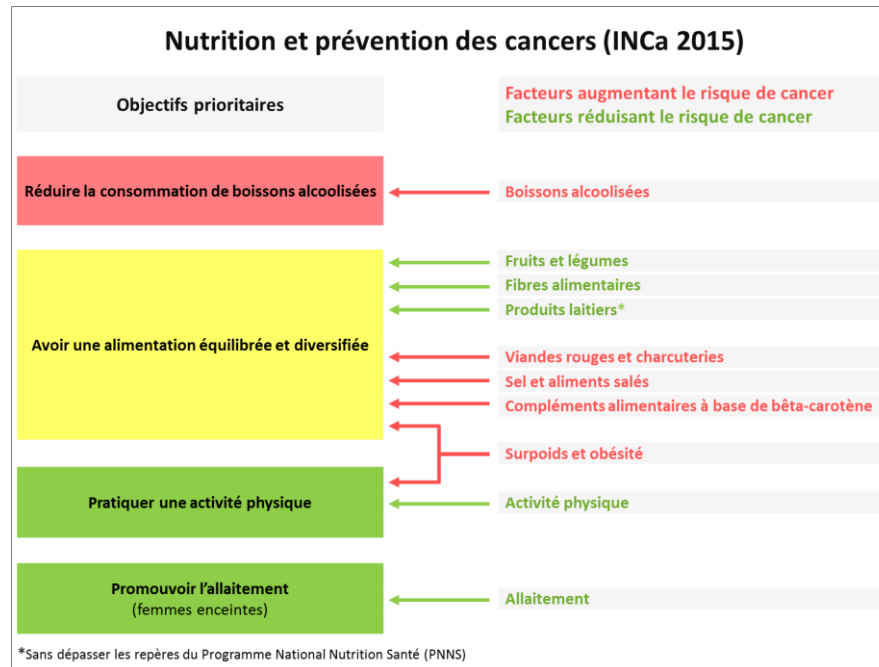 Nutrition et prévention des cancers (INCa 2015)
Objectifs prioritaires
Facteurs augmentant le risque de cancer
Facteurs réduisant le risque de cancer
Réduire la consommation de boissons alcoolisées
Boissons alcoolisées
Avoir une alimentation équilibrée et diversifiée
Fruits et légumes
Fibres alimentaires
Produits laitiers*
Viandes rouges et charcuteries
Sel et aliments salés
Compléments alimentaires à base de bêta-carotène
Surpoids et obésité
Pratiquer une activité physique
Activité physique
Promouvoir l’allaitement
(femmes enceintes)
Allaitement
*Sans dépasser les repères du Programme National Nutrition Santé (PNNS)